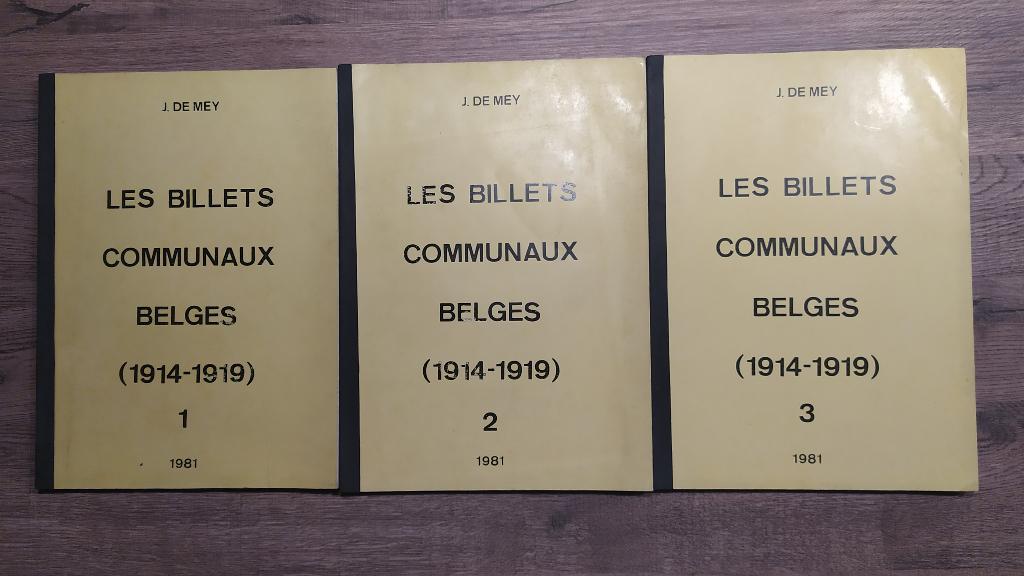 J. DE MEY
LES BILLETS
COMMUNAUX
BELGES
(1914-1919)
1
1981
J. DE MEY
LES BILLETS
COMMUNAUX
BELGES
(1914-1919)
2
1981
J. DE MEY
LES BILLETS
COMMUNAUX
BELGES
(1914-1919)
3
1981